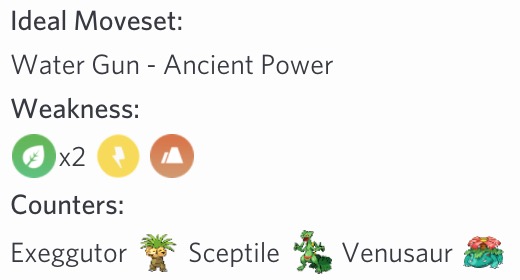 Ideal Moveset:
Water Gun - Ancient Power
Weakness:
x2
Counters:
Exeggutor Sceptile Venusaur